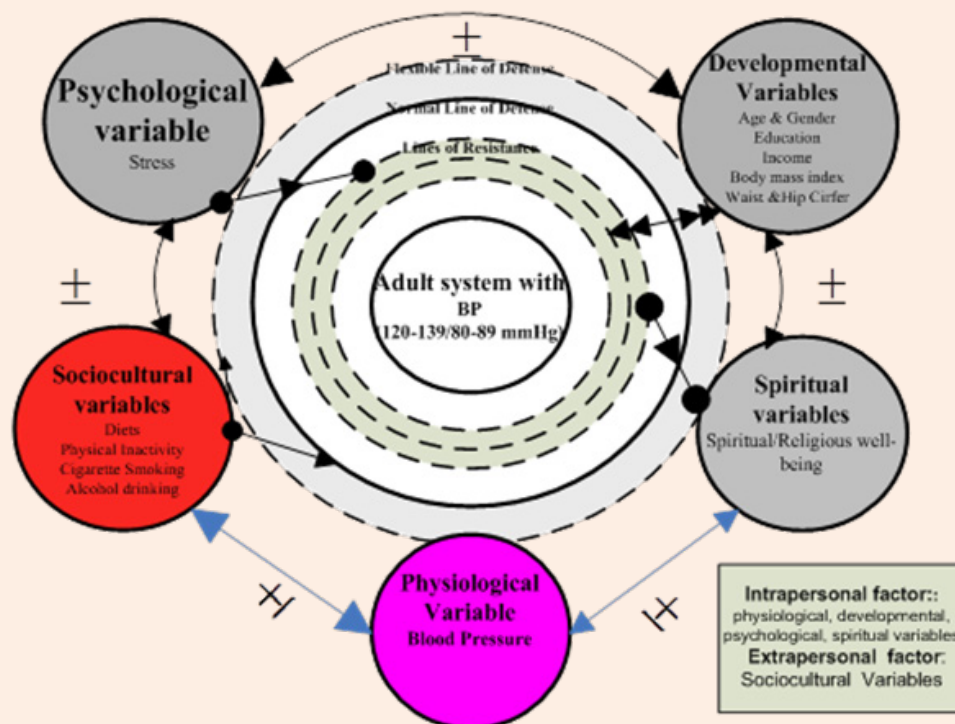 ±
Flexible Line of Defense
Normal Line of Defense
Lines of Resistance
Psychological
variable
Stress
Developmental
Variables
Age & Gender
Education
Income
Body mass index
Waist &Hip Cirfer
±
±
Adult system with
BP
(120-139/80-89 mmHg)
Sociocultural
variables
Diets
Physical Inactivity
Cigarette Smoking
Alcohol drinking
Spiritual
variables
Spiritual/Religious well-
being
±
±
Physiological
Variable
Blood Pressure
Intrapersonal factor::
physiological, developmental,
psychological, spiritual variables
Extrapersonal factor:
Sociocultural Variables